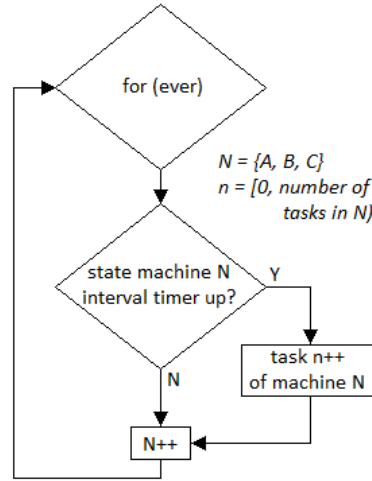 for (ever)
N = {A, B, C}
n = [0, number of
tasks in N)
state machine N
interval timer up?
Y
task n++
of machine N
N
N++